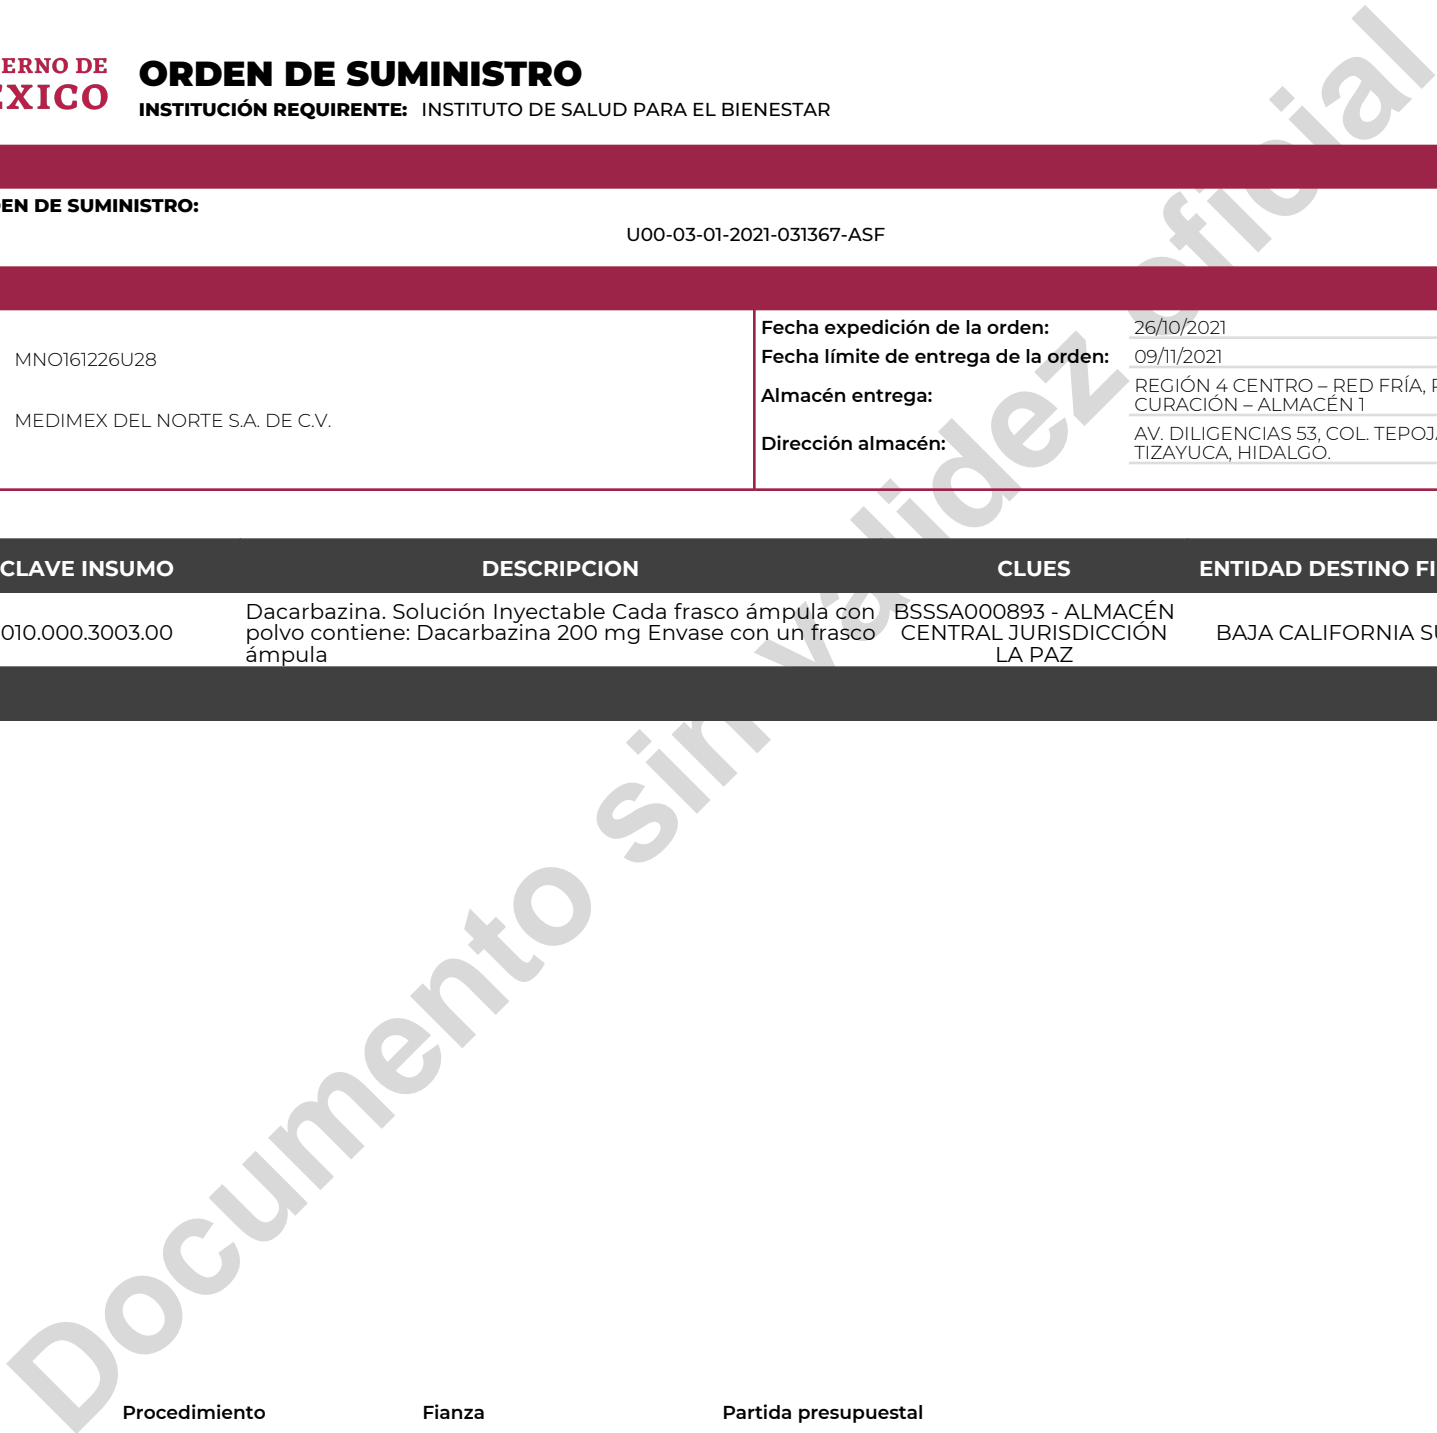 ERNO DE
EXICO
ORDEN DE SUMINISTRO
INSTITUCIÓN REQUIRENTE: INSTITUTO DE SALUD PARA EL BIENESTAR
EN DE SUMINISTRO:
U00-03-01-2021-031367-ASF
MNO161226U28
MEDIMEX DEL NORTE S.A. DE C.V.
Fecha expedición de la orden: 26/10/2021
Fecha límite de entrega de la orden: 09/11/2021
Almacén entrega: REGIÓN 4 CENTRO – RED FRÍA,
CURACIÓN – ALMACÉN 1
Dirección almacén: AV. DILIGENCIAS 53, COL. TEPOJA
TIZAYUCA, HIDALGO.
CLAVE INSUMO DESCRIPCION CLUES ENTIDAD DESTINO FI
010.000.3003.00
Dacarbazina. Solución Inyectable Cada frasco ámpula con
polvo contiene: Dacarbazina 200 mg Envase con un frasco
ámpula
BSSSA000893 - ALMACÉN
CENTRAL JURISDICCIÓN
LA PAZ
BAJA CALIFORNIA SU
Documento sin validez oficial
Procedimiento Fianza Partida presupuestal